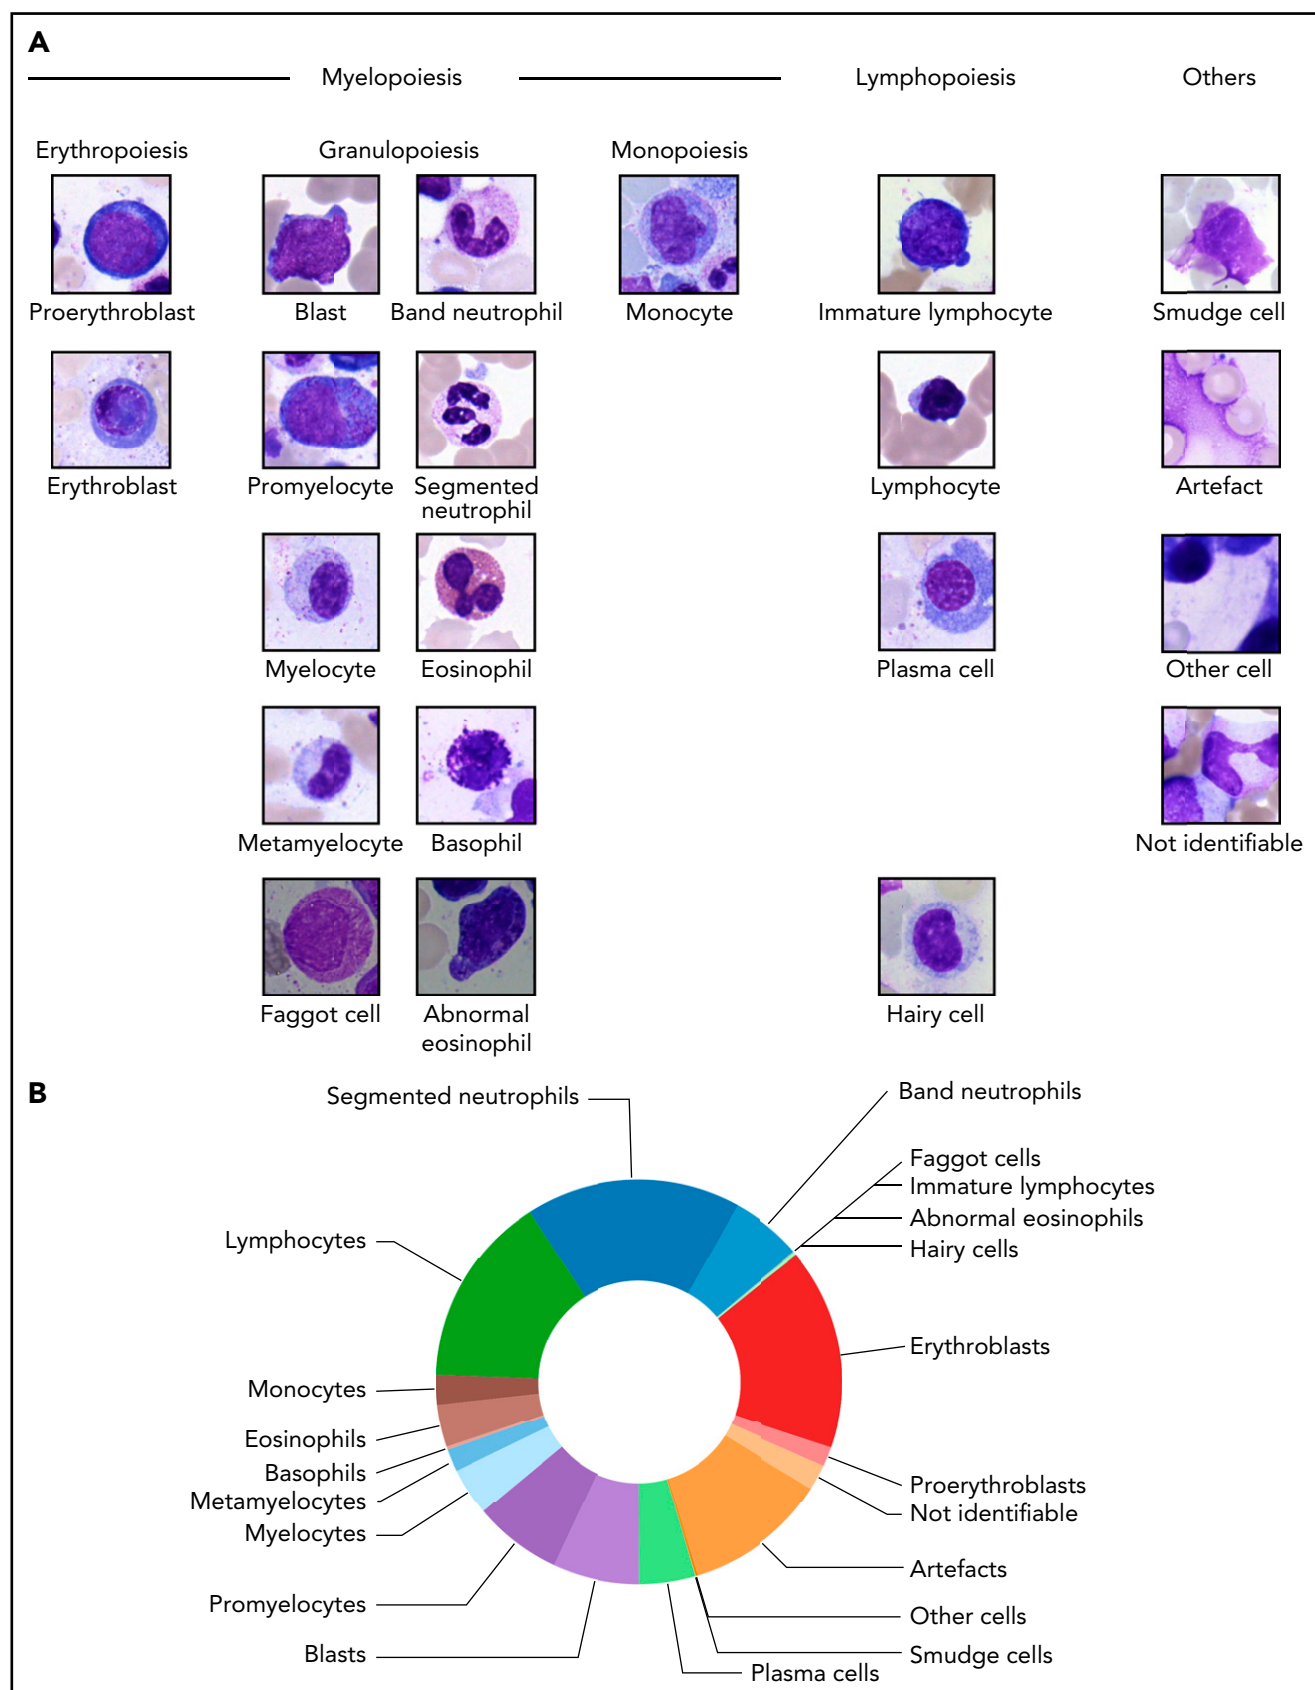 A
Myelopoiesis
Lymphopoiesis
Others
Erythropoiesis
Granulopoiesis
Monopoiesis
Proerythroblast
Blast
Band neutrophil
Monocyte
Immature lymphocyte
Smudge cell
Erythroblast
Promyelocyte
Segmented
neutrophil
Lymphocyte
Artefact
Myelocyte
Eosinophil
Plasma cell
Other cell
Metamyelocyte
Basophil
Not identifiable
Faggot cell
Abnormal
eosinophil
Hairy cell
B
Segmented neutrophils
Band neutrophils
Faggot cells
Immature lymphocytes
Abnormal eosinophils
Hairy cells
Lymphocytes
Erythroblasts
Monocytes
Eosinophils
Basophils
Metamyelocytes
Myelocytes
Proerythroblasts
Not identifiable
Artefacts
Promyelocytes
Other cells
Blasts
Smudge cells
Plasma cells